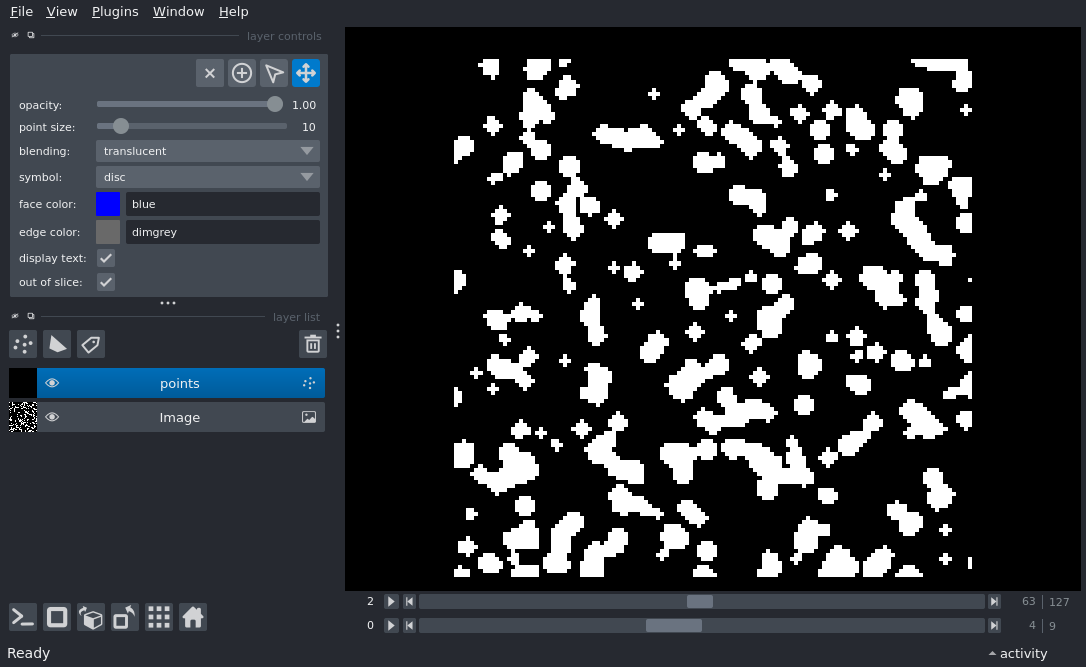 File View Plugins Window Help
layer controls
opacity: 1.00
point size: 10
blending: translucent
symbol: disc
face color: blue
edge color: dimgrey
display text:
out of slice:
layer list
points
Image
2 63 | 127
0 4 | 9
Ready activity